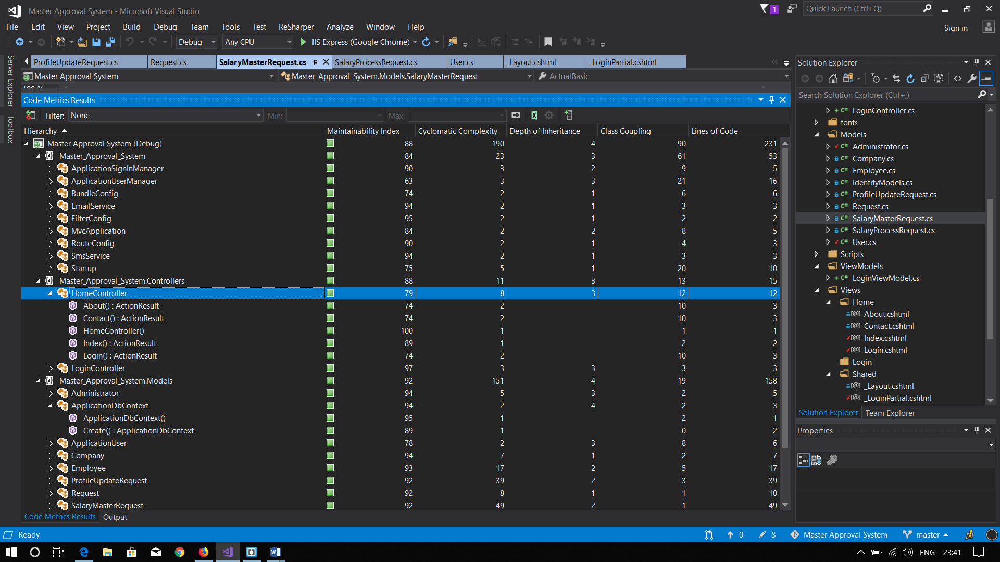 Master Approval System - Microsoft Visual Studio
1
Quick Launch (Ctrl+Q)
File Edit View Project Build Debug Team Tools Test ReSharper Analyze Window Help
Sign in
Debug Any CPU IIS Express (Google Chrome)
Server Explorer
Toolbox
ProfileUpdateRequest.cs Request.cs SalaryMasterRequest.cs SalaryProcessRequest.cs User.cs _Layout.cshtml _LoginPartial.cshtml
Master Approval System Master_Approval_System.Models.SalaryMasterRequest ActualBasic
100 %
Code Metrics Results
Filter: None Min: Max:
Hierarchy Maintainability Index Cyclomatic Complexity Depth of Inheritance Class Coupling Lines of Code
Master Approval System (Debug) 88 190 4 90 231
Master_Approval_System 84 23 3 61 53
ApplicationSignInManager 90 3 2 9 5
ApplicationUserManager 63 3 3 21 16
BundleConfig 74 2 1 6 6
EmailService 94 2 1 3 3
FilterConfig 95 2 1 2 2
MvcApplication 84 2 2 8 5
RouteConfig 90 2 1 4 3
SmsService 94 2 1 3 3
Startup 75 5 1 20 10
Master_Approval_System.Controllers 88 11 3 13 15
HomeController 79 8 3 12 12
About() : ActionResult 74 2 10 3
Contact() : ActionResult 74 2 10 3
HomeController() 100 1 1 1
Index() : ActionResult 89 1 2 2
Login() : ActionResult 74 2 10 3
LoginController 97 3 3 3 3
Master_Approval_System.Models 92 151 4 19 158
Administrator 94 5 3 2 5
ApplicationDbContext 94 2 4 2 3
ApplicationDbContext() 95 1 2 1
Create() : ApplicationDbContext 89 1 0 2
ApplicationUser 78 2 3 8 6
Company 94 7 1 2 7
Employee 93 17 2 5 17
ProfileUpdateRequest 92 39 2 3 39
Request 92 8 1 1 10
SalaryMasterRequest 92 49 2 1 49
Code Metrics Results Output
Solution Explorer
Search Solution Explorer (Ctrl+;)
C# LoginController.cs
fonts
Models
C# Administrator.cs
C# Company.cs
C# Employee.cs
C# IdentityModels.cs
C# ProfileUpdateRequest.cs
C# Request.cs
C# SalaryMasterRequest.cs
C# SalaryProcessRequest.cs
C# User.cs
Scripts
ViewModels
C# LoginViewModel.cs
Views
Home
[@] About.cshtml
[@] Contact.cshtml
[@] Index.cshtml
[@] Login.cshtml
Login
Shared
[@] _Layout.cshtml
[@] _LoginPartial.cshtml
Solution Explorer Team Explorer
Properties
Ready 0 8 Master Approval System master
ENG 23:41